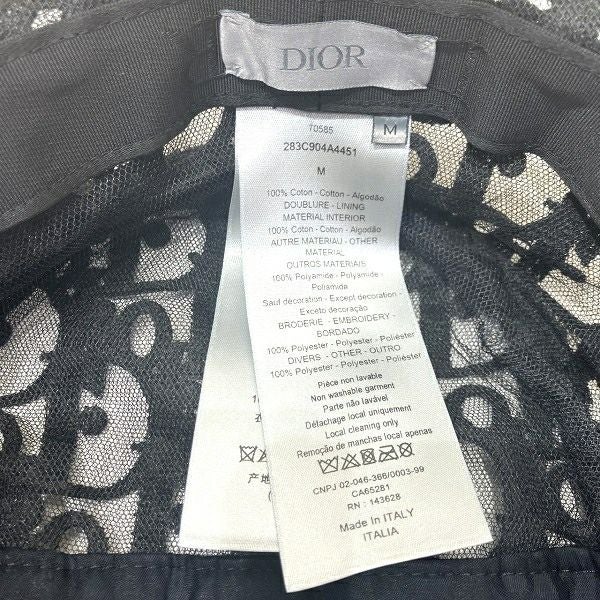 DIOR
70585
M
283C904A4451
M
100% Coton - Cotton - Algodão
DOUBLURE - LINING
MATERIAL INTERIOR
100% Coton - Cotton - Algodão
AUTRE MATERIAU - OTHER
MATERIAL
OUTROS MATERIAIS
100% Polyamide - Polyamide -
Poliamida
Sauf décoration - Except decoration -
Exceto decoração
BRODERIE - EMBROIDERY -
BORDADO
100% Polyester - Polyester - Poliéster
DIVERS - OTHER - OUTRO
100% Polyester - Polyester - Poliéster
Pièce non lavable
Non washable garment
Parte não lavável
Détachage local uniquement
Local cleaning only
Remoção de manchas local apenas
CNPJ 02-046-366/0003-99
CA65281
RN : 143628
Made in ITALY
ITALIA
产地